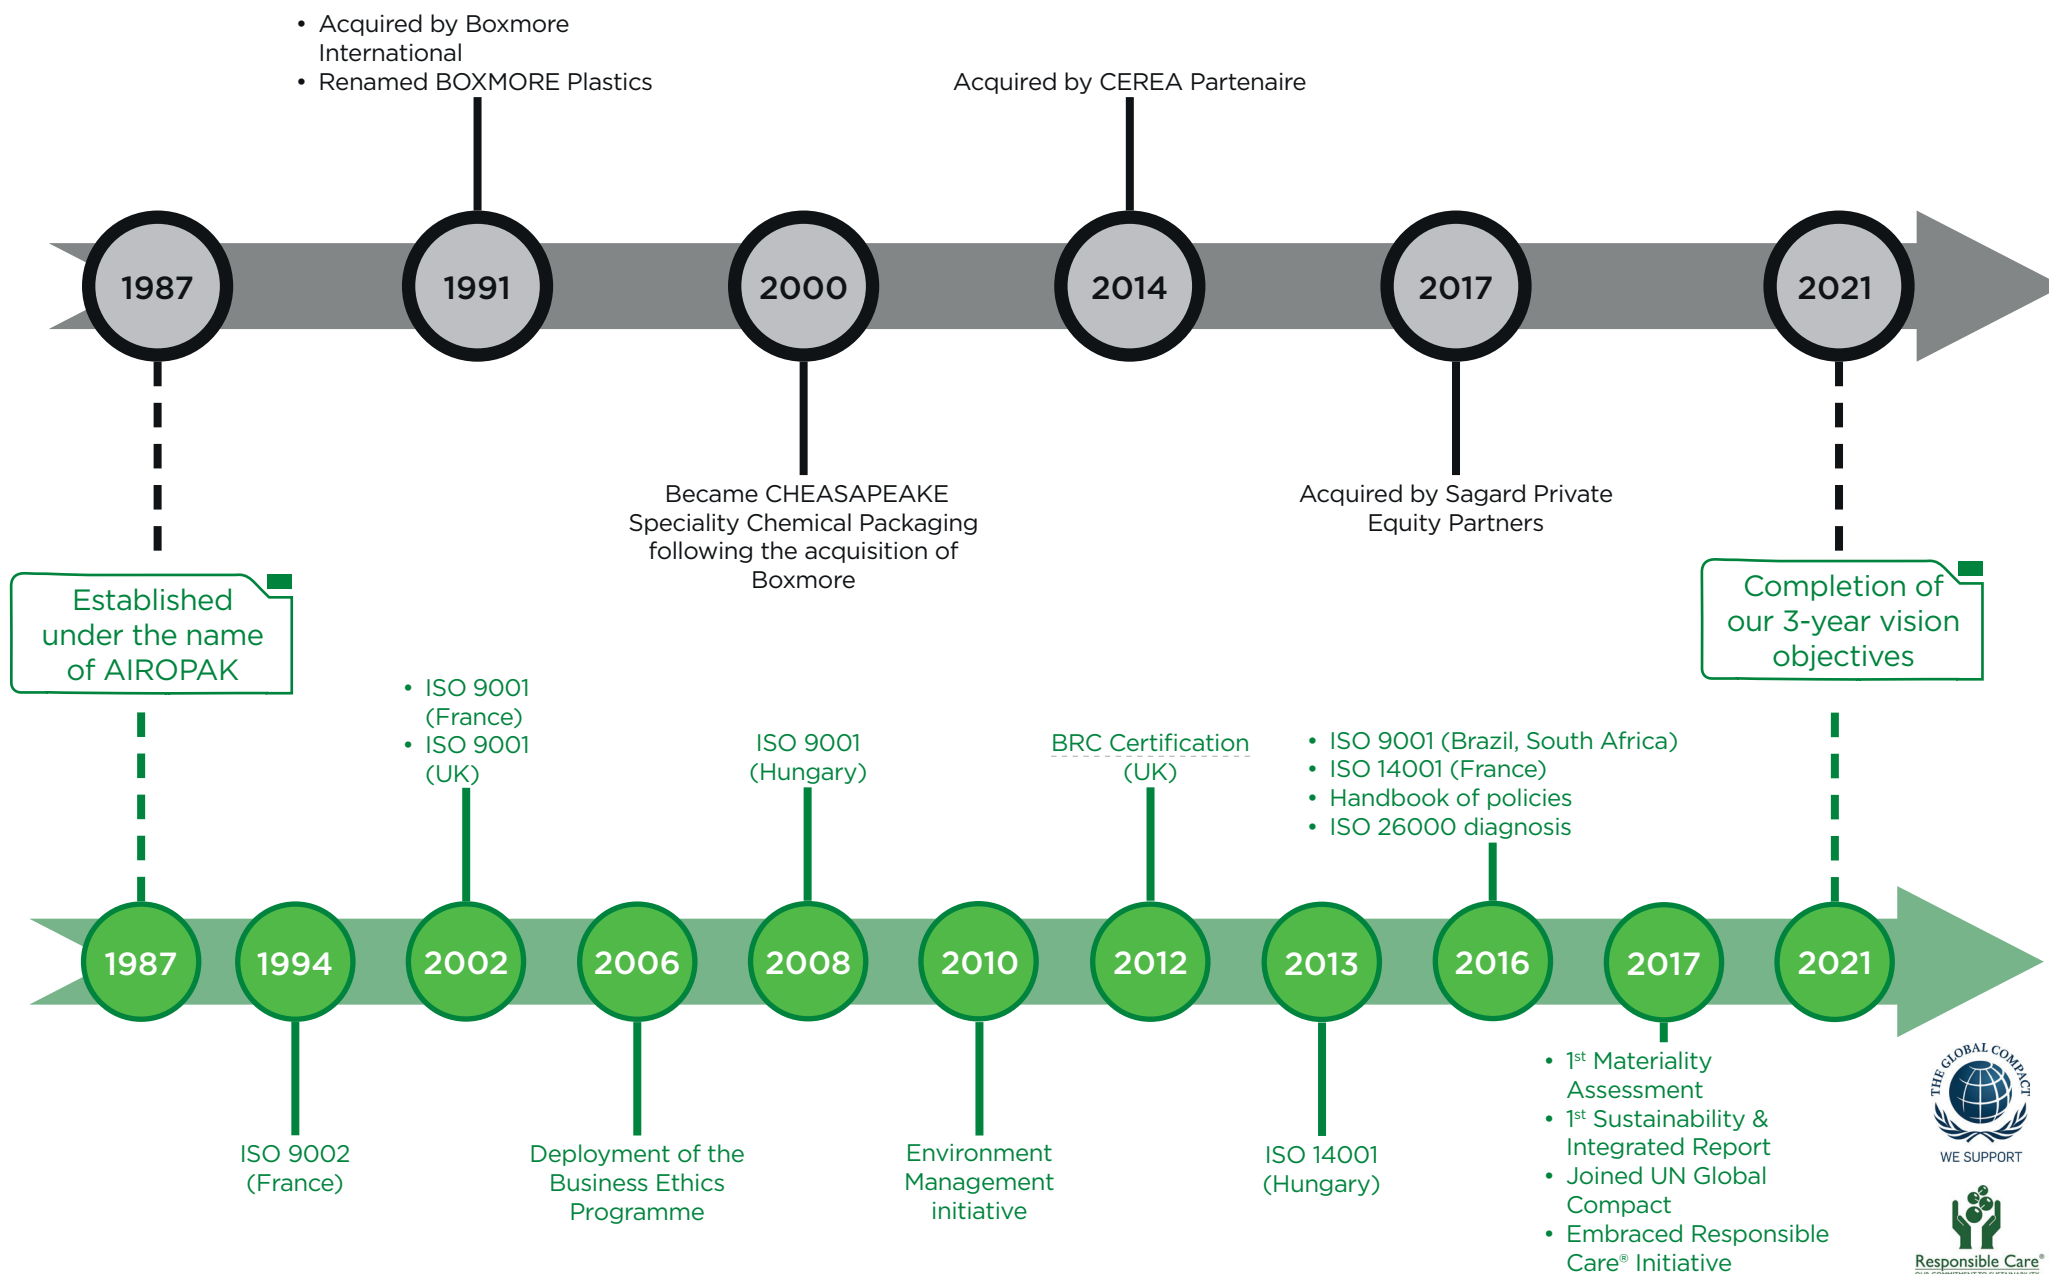 • Acquired by Boxmore
International
• Renamed BOXMORE Plastics
Acquired by CEREA Partenaire
1987
1991
2000
2014
2017
2021
Became CHEASAPEAKE
Speciality Chemical Packaging
following the acquisition of
Boxmore
Acquired by Sagard Private
Equity Partners
Established
under the name
of AIROPAK
Completion of
our 3-year vision
objectives
• ISO 9001
(France)
• ISO 9001
(UK)
ISO 9001
(Hungary)
BRC Certification
(UK)
• ISO 9001 (Brazil, South Africa)
• ISO 14001 (France)
• Handbook of policies
• ISO 26000 diagnosis
1987
1994
2002
2006
2008
2010
2012
2013
2016
2017
2021
ISO 9002
(France)
Deployment of the
Business Ethics
Programme
Environment
Management
initiative
ISO 14001
(Hungary)
• 1st Materiality
Assessment
• 1st Sustainability &
Integrated Report
• Joined UN Global
Compact
• Embraced Responsible
Care® Initiative
THE GLOBAL COMPACT
WE SUPPORT
Responsible Care®